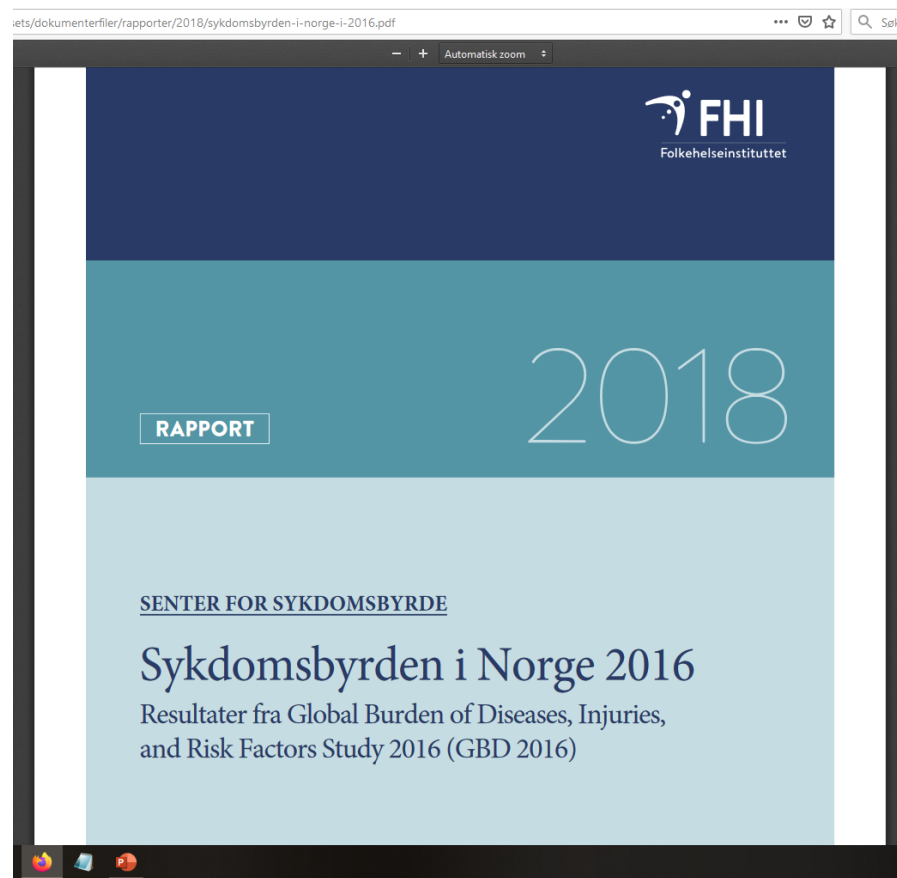 sets/dokumenterfiler/rapporter/2018/sykdomsbyrden-i-norge-i-2016.pdf
Automatisk zoom
FHI
Folkehelseinstituttet
2018
RAPPORT
SENTER FOR SYKDOMSBYRDE
Sykdomsbyrden i Norge 2016
Resultater fra Global Burden of Diseases, Injuries,
and Risk Factors Study 2016 (GBD 2016)